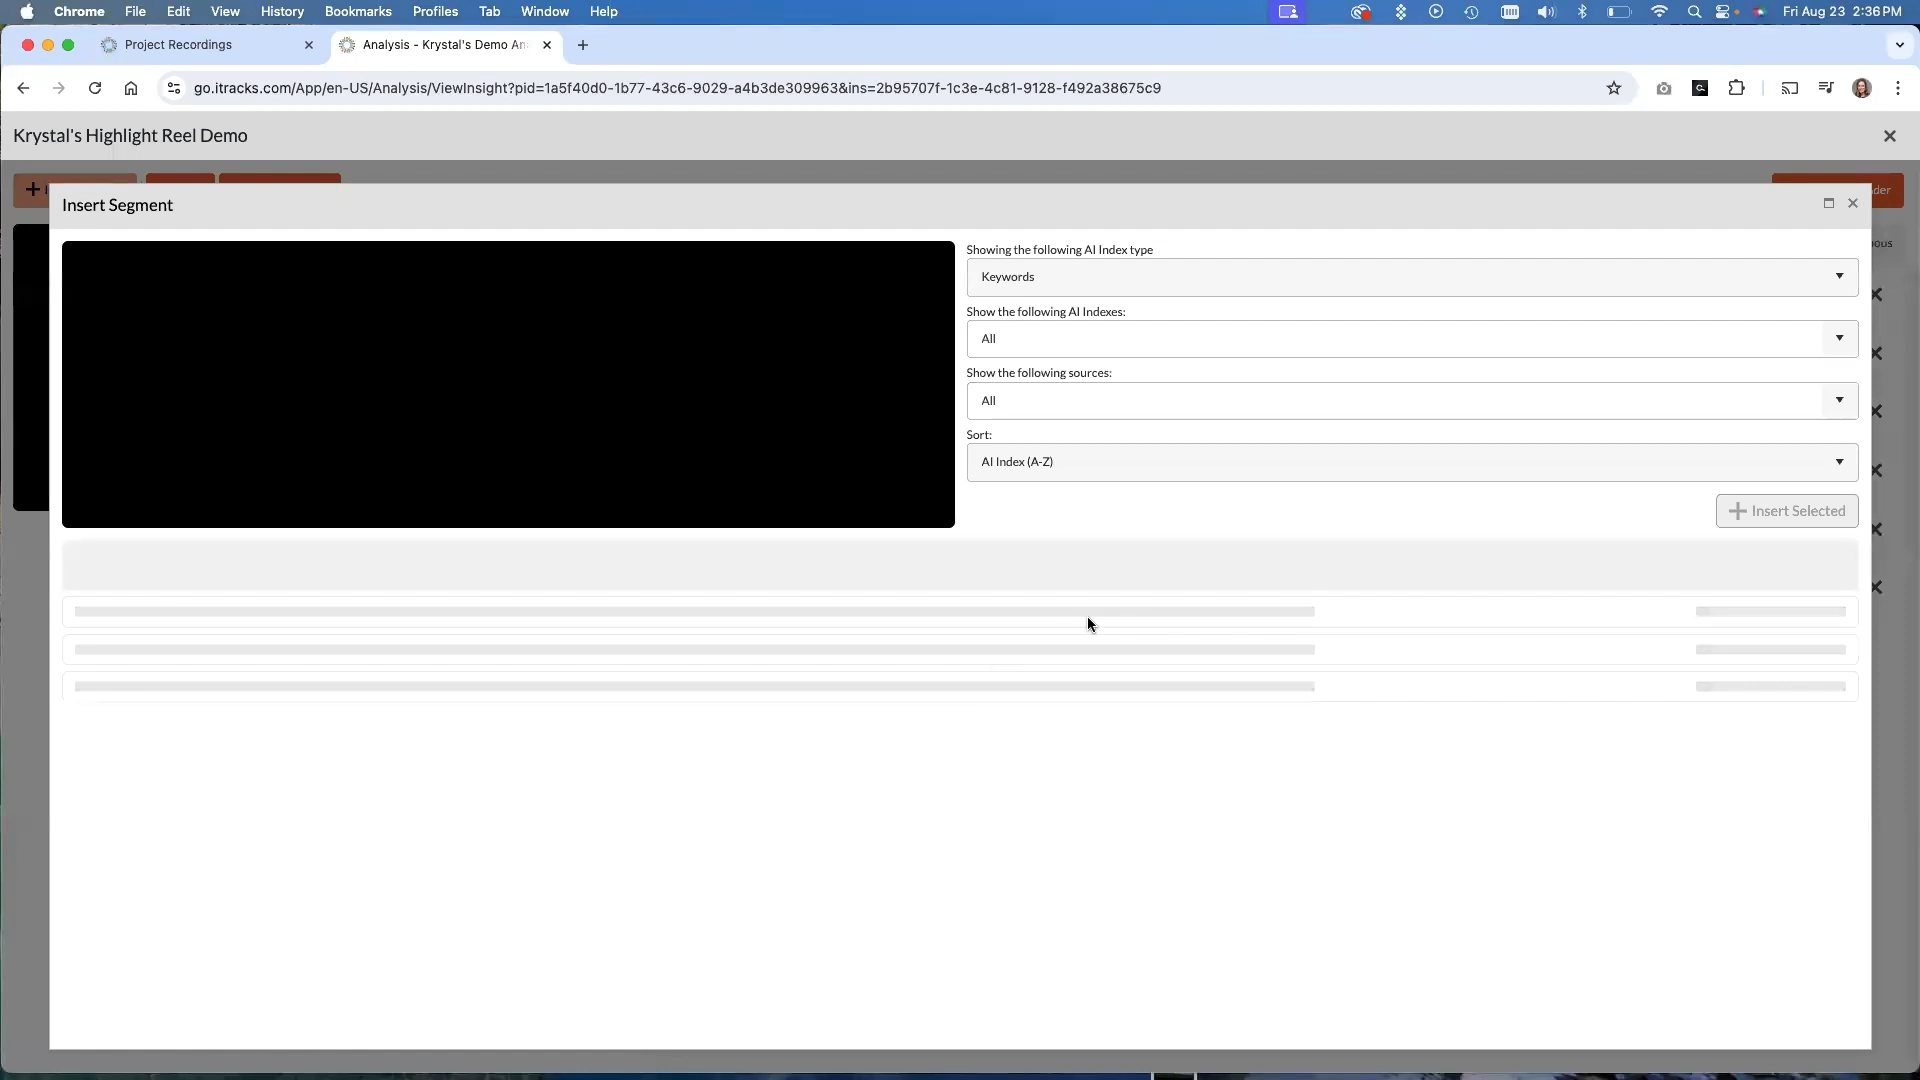 Chrome File Edit View History Bookmarks Profiles Tab Window Help Fri Aug 23 2:36 PM
Project Recordings Analysis - Krystal's Demo An
go.itracks.com/App/en-US/Analysis/ViewInsight?pid=1a5f40d0-1b77-43c6-9029-a4b3de309963&ins=2b95707f-1c3e-4c81-9128-f492a38675c9
Krystal's Highlight Reel Demo
Insert Segment
Showing the following AI Index type
Keywords
Show the following AI Indexes:
All
Show the following sources:
All
Sort:
AI Index (A-Z)
Insert Selected